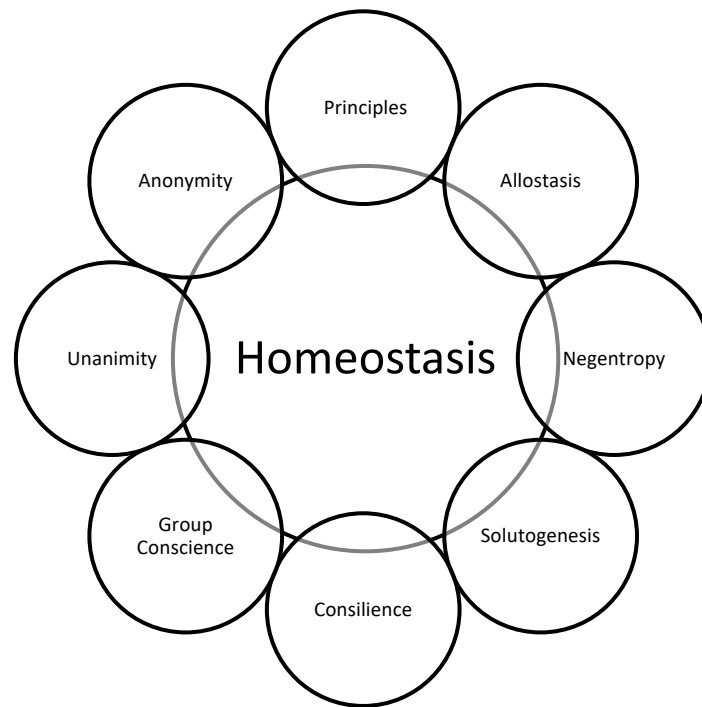 Principles
Anonymity
Allostasis
Unanimity
Homeostasis
Negentropy
Group
Conscience
Solutogenesis
Consilience